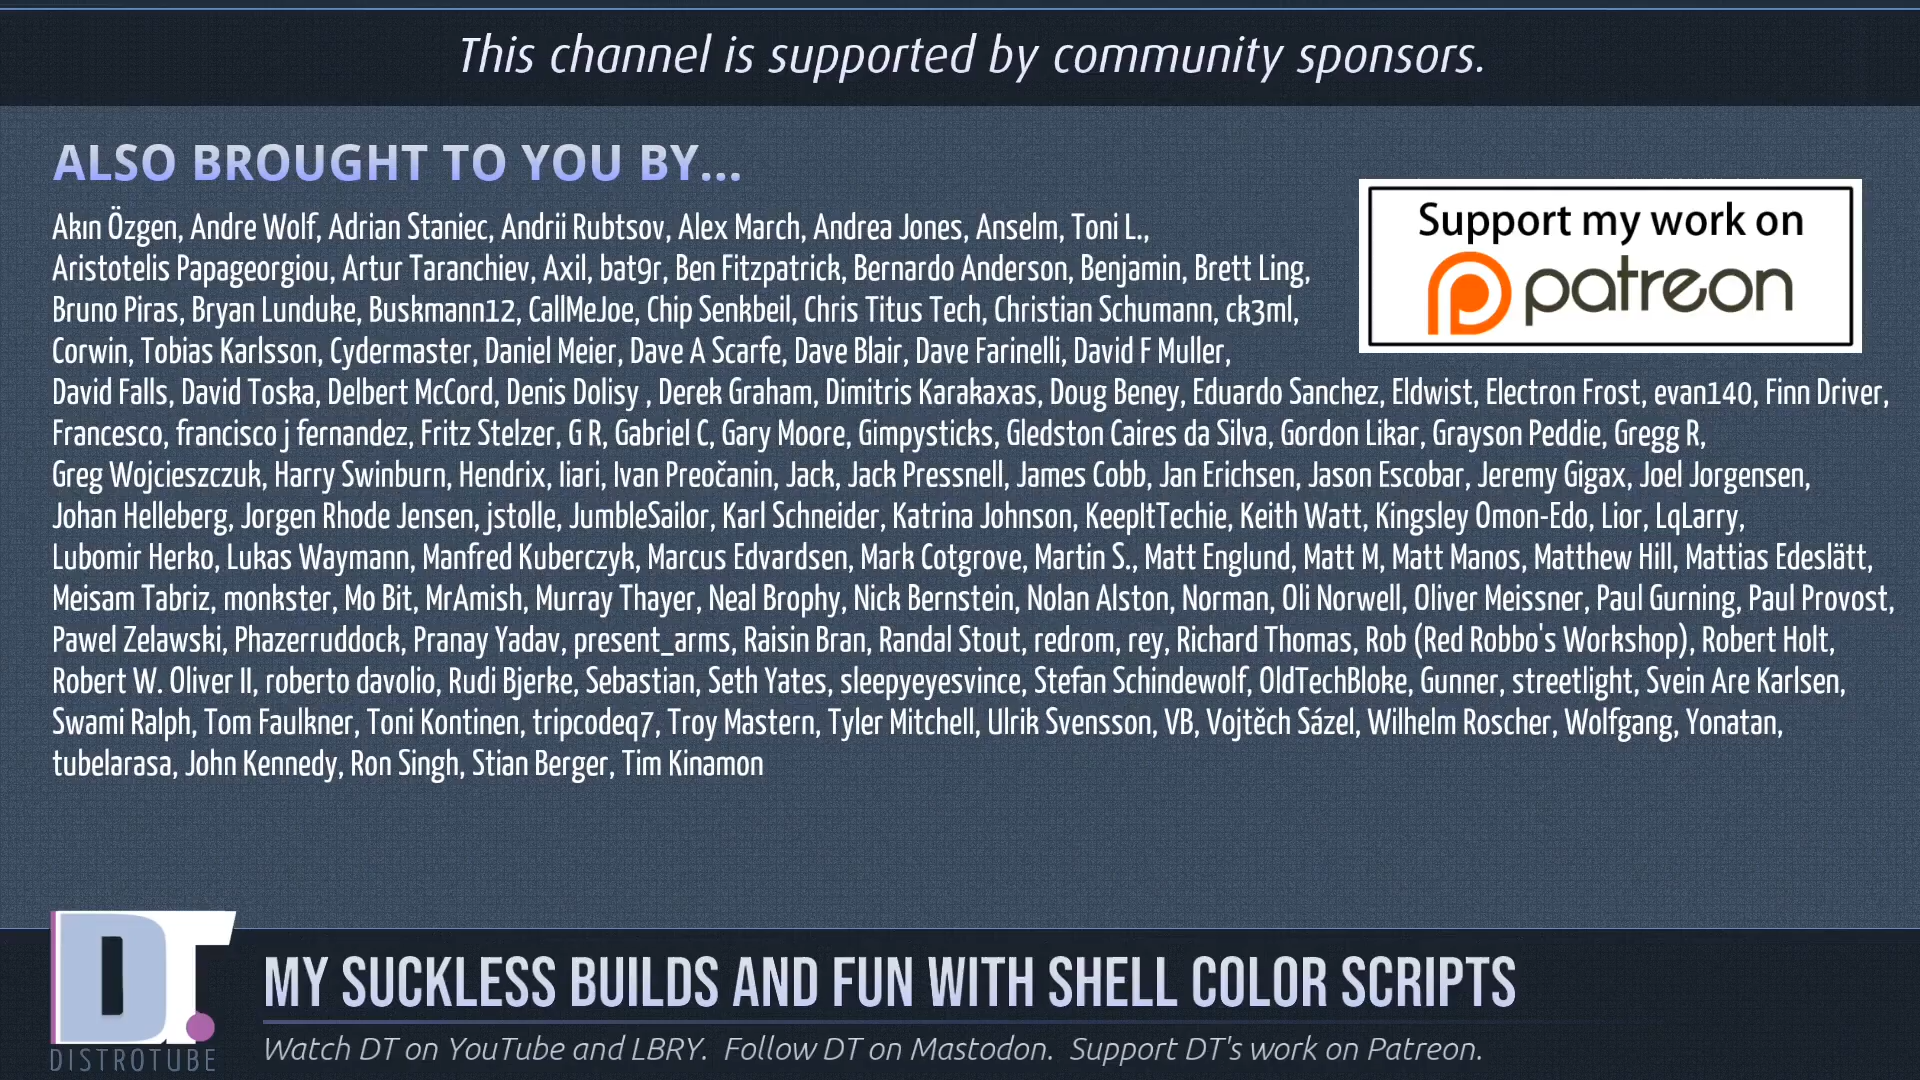 This channel is supported by community sponsors.
ALSO BROUGHT TO YOU BY...
Support my work on
patreon
Akın Özgen, Andre Wolf, Adrian Staniec, Andrii Rubtsov, Alex March, Andrea Jones, Anselm, Toni L.,
Aristotelis Papageorgiou, Artur Taranchiev, Axil, bat9r, Ben Fitzpatrick, Bernardo Anderson, Benjamin, Brett Ling,
Bruno Piras, Bryan Lunduke, Buskmann12, CallMeJoe, Chip Senkbeil, Chris Titus Tech, Christian Schumann, ck3ml,
Corwin, Tobias Karlsson, Cydermaster, Daniel Meier, Dave A Scarfe, Dave Blair, Dave Farinelli, David F Muller,
David Falls, David Toska, Delbert McCord, Denis Dolisy , Derek Graham, Dimitris Karakaxas, Doug Beney, Eduardo Sanchez, Eldwist, Electron Frost, evan140, Finn Driver,
Francesco, francisco j fernandez, Fritz Stelzer, G R, Gabriel C, Gary Moore, Gimpysticks, Gledston Caires da Silva, Gordon Likar, Grayson Peddie, Gregg R,
Greg Wojcieszczuk, Harry Swinburn, Hendrix, Iiari, Ivan Preočanin, Jack, Jack Pressnell, James Cobb, Jan Erichsen, Jason Escobar, Jeremy Gigax, Joel Jorgensen,
Johan Helleberg, Jorgen Rhode Jensen, jstolle, JumbleSailor, Karl Schneider, Katrina Johnson, KeepItTechie, Keith Watt, Kingsley Omon-Edo, Lior, LqLarry,
Lubomir Herko, Lukas Waymann, Manfred Kuberczyk, Marcus Edvardsen, Mark Cotgrove, Martin S., Matt Englund, Matt M, Matt Manos, Matthew Hill, Mattias Edeslätt,
Meisam Tabriz, monkster, Mo Bit, MrAmish, Murray Thayer, Neal Brophy, Nick Bernstein, Nolan Alston, Norman, Oli Norwell, Oliver Meissner, Paul Gurning, Paul Provost,
Pawel Zelawski, Phazerruddock, Pranay Yadav, present_arms, Raisin Bran, Randal Stout, redrom, rey, Richard Thomas, Rob (Red Robbo's Workshop), Robert Holt,
Robert W. Oliver II, roberto davolio, Rudi Bjerke, Sebastian, Seth Yates, sleepyeyesvince, Stefan Schindewolf, OldTechBloke, Gunner, streetlight, Svein Are Karlsen,
Swami Ralph, Tom Faulkner, Toni Kontinen, tripcodeq7, Troy Mastern, Tyler Mitchell, Ulrik Svensson, VB, Vojtěch Sázel, Wilhelm Roscher, Wolfgang, Yonatan,
tubelarasa, John Kennedy, Ron Singh, Stian Berger, Tim Kinamon
DT
DISTROTUBE
MY SUCKLESS BUILDS AND FUN WITH SHELL COLOR SCRIPTS
Watch DT on YouTube and LBRY. Follow DT on Mastodon. Support DT's work on Patreon.